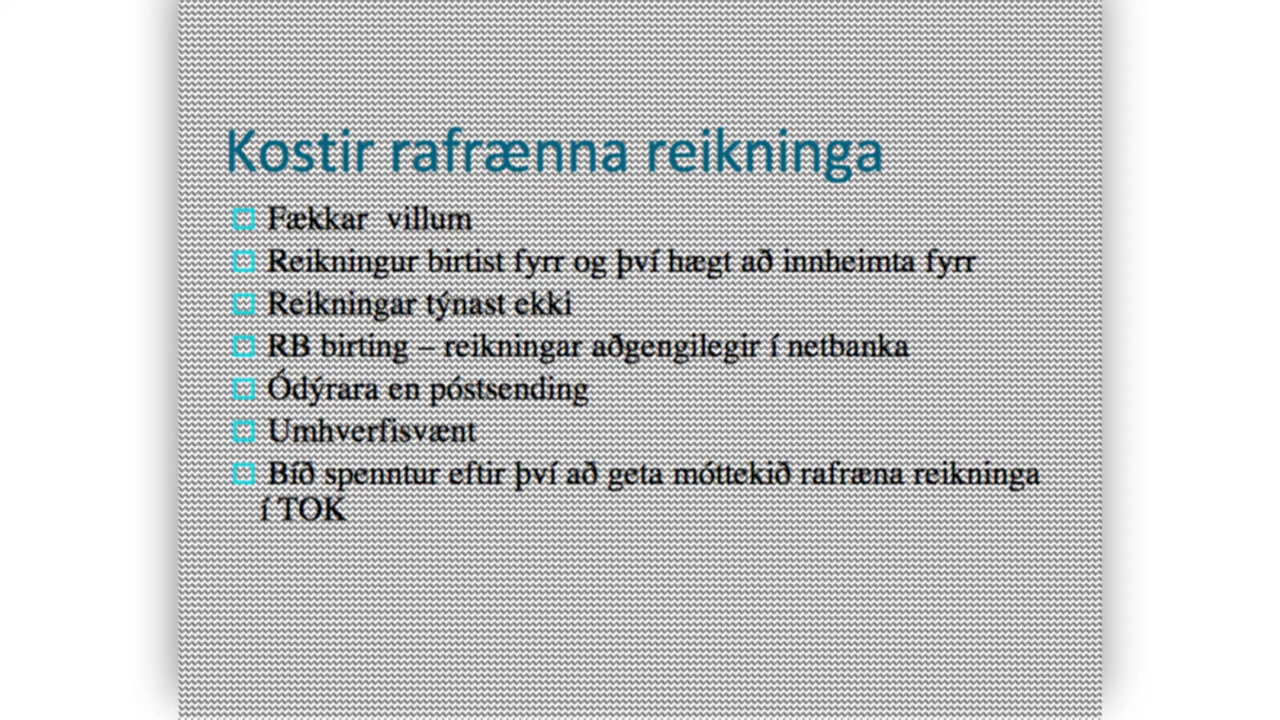 Kostir rafrænna reikninga
Fækkar villum
Reikningur birtist fyrr og því hægt að innheimta fyrr
Reikningar týnast ekki
RB birting – reikningar aðgengilegir í netbanka
Ódýrara en póstsending
Umhverfisvænt
Bíð spenntur eftir því að geta móttekið rafræna reikninga
í TOK